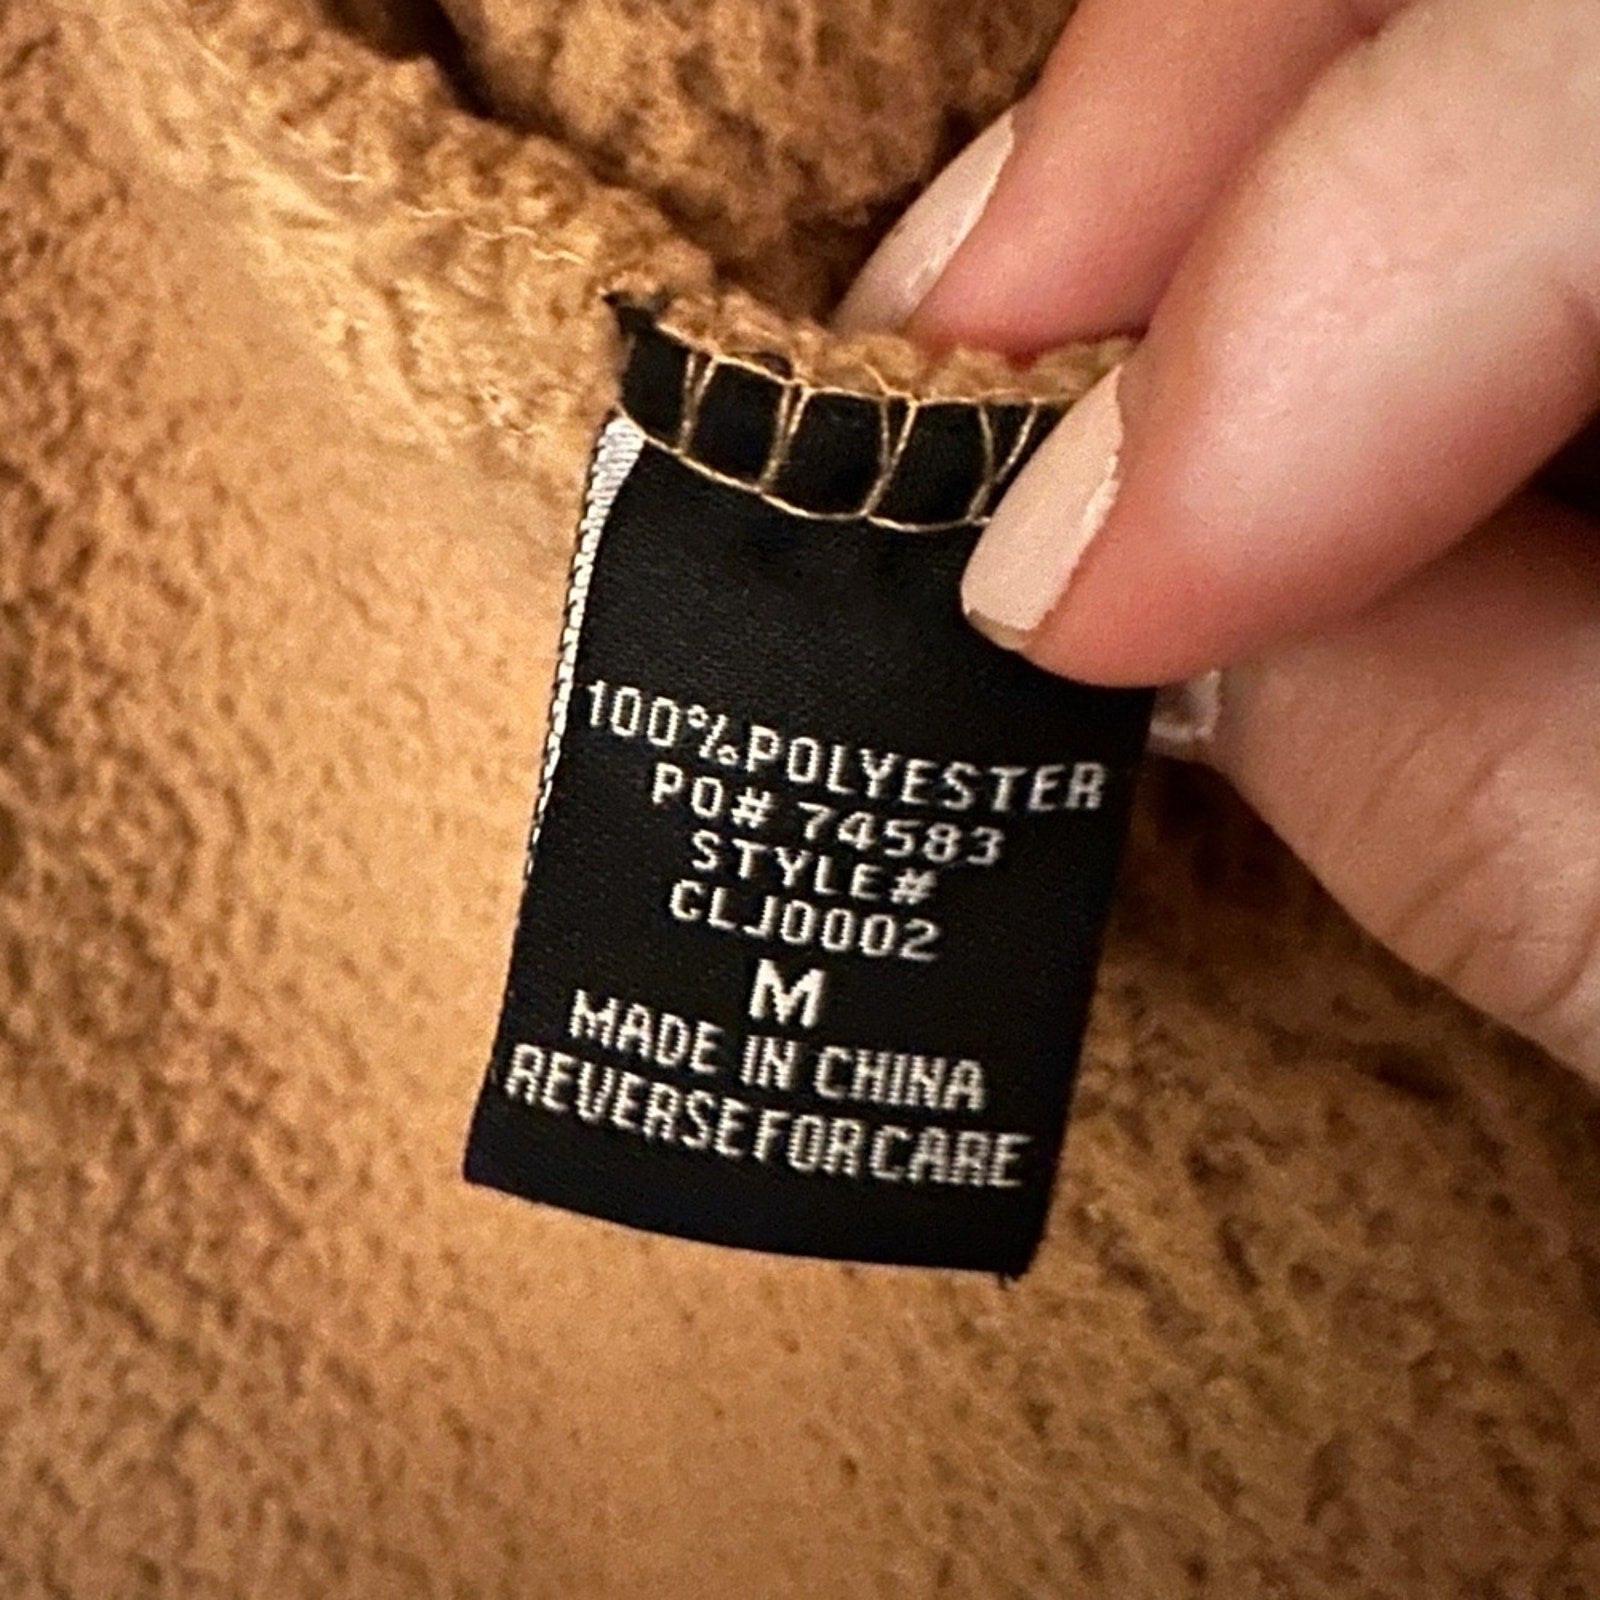 100%POLYESTER
PO# 74583
STYLE#
CLJ0002
M
MADE IN CHINA
REVERSEFORCARE